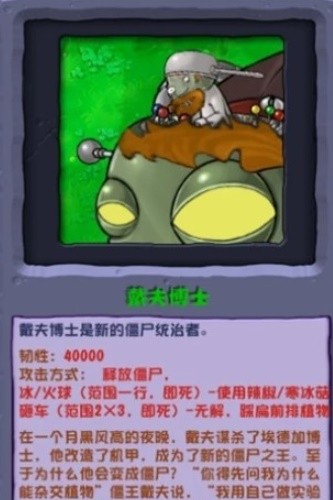 戴夫博士
戴夫博士是新的僵尸统治者。
韧性：40000
攻击方式： 释放僵尸，
冰/火球（范围一行，即死）-使用辣椒/寒冰菇
砸车（范围2×3，即死）-无解，踩扁前排植物
在一个月黑风高的夜晚，戴夫谋杀了埃德加博
士，他改造了机甲，成为了新的僵尸之王。至
于为什么他会变成僵尸？“你得先问我为什么
能杂交植物”僵王戴夫说，“我用自己做实验